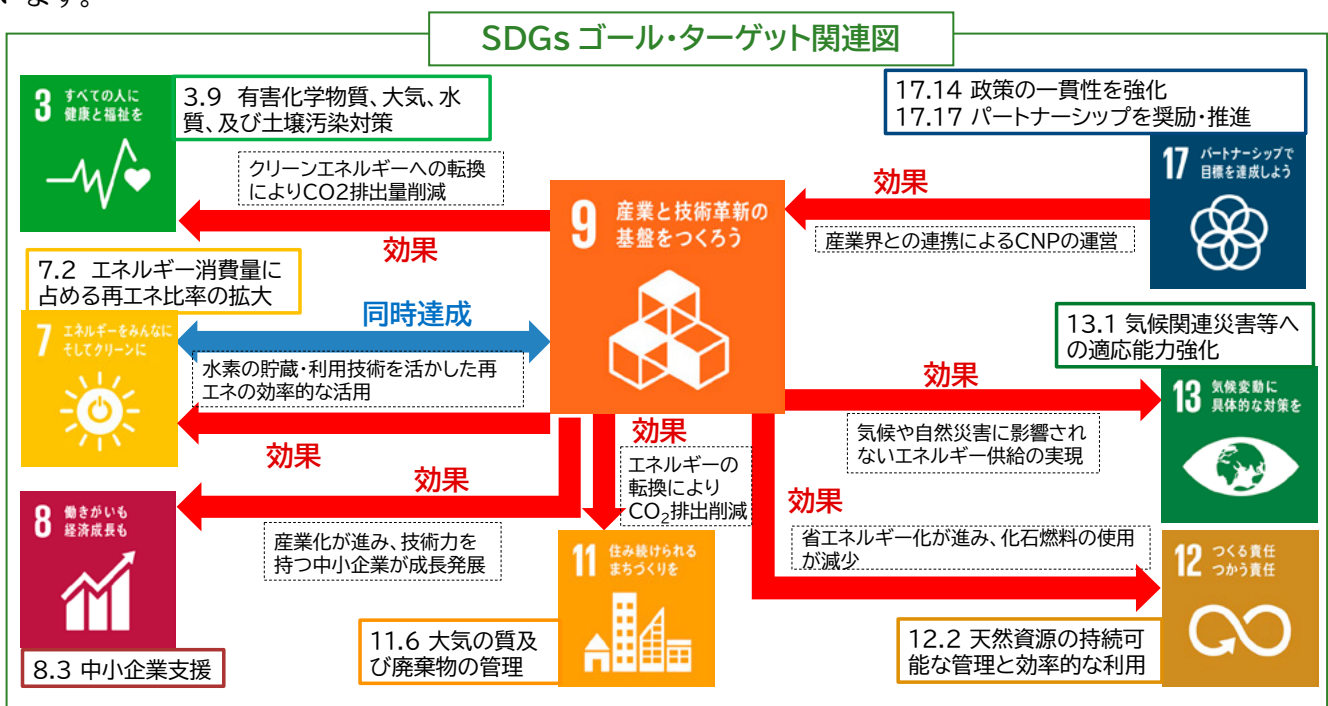 います。
SDGs ゴール・ターゲット関連図
3 すべての人に
健康と福祉を
3.9 有害化学物質、大気、水
質、及び土壌汚染対策
クリーンエネルギーへの転換
によりCO2排出量削減
効果
17.14 政策の一貫性を強化
17.17 パートナーシップを奨励・推進
17 パートナーシップで
目標を達成しよう
効果
産業界との連携によるCNPの運営
9 産業と技術革新の
基盤をつくろう
7.2 エネルギー消費量に
占める再エネ比率の拡大
7 エネルギーをみんなに
そしてクリーンに
同時達成
水素の貯蔵・利用技術を活かした再
エネの効率的な活用
効果
13.1 気候関連災害等へ
の適応能力強化
13 気候変動に
具体的な対策を
効果
気候や自然災害に影響され
ないエネルギー供給の実現
効果
エネルギーの
転換により
CO₂排出削減
効果
8 働きがいも
経済成長も
産業化が進み、技術力を
持つ中小企業が成長発展
8.3 中小企業支援
11 住み続けられる
まちづくりを
11.6 大気の質及
び廃棄物の管理
効果
省エネルギー化が進み、化石燃料の使用
が減少
12 つくる責任
つかう責任
12.2 天然資源の持続可
能な管理と効率的な利用